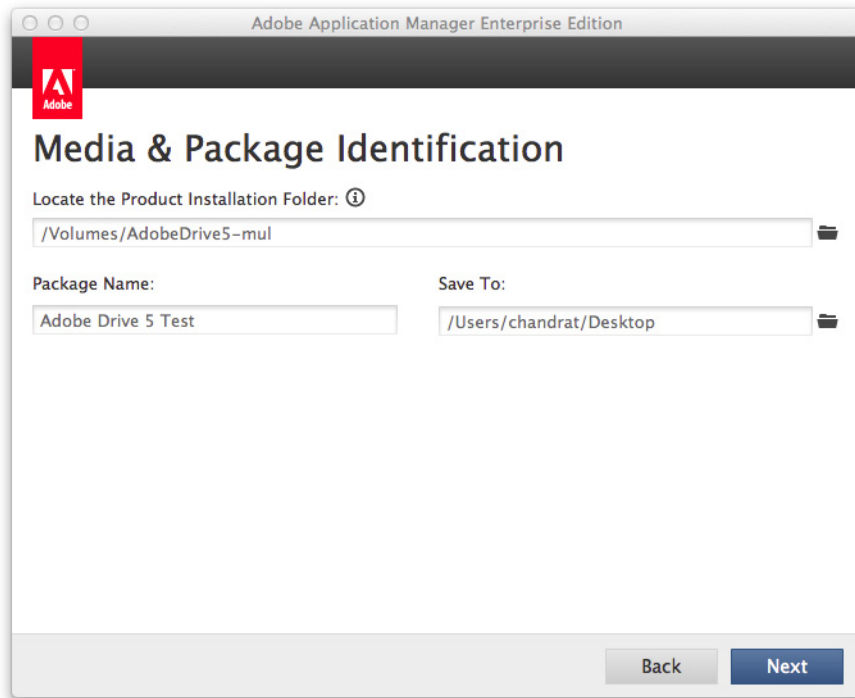 Adobe Application Manager Enterprise Edition
Adobe
Media & Package Identification
Locate the Product Installation Folder:
/Volumes/AdobeDrive5-mul
Package Name: Save To:
Adobe Drive 5 Test /Users/chandrat/Desktop
Back Next